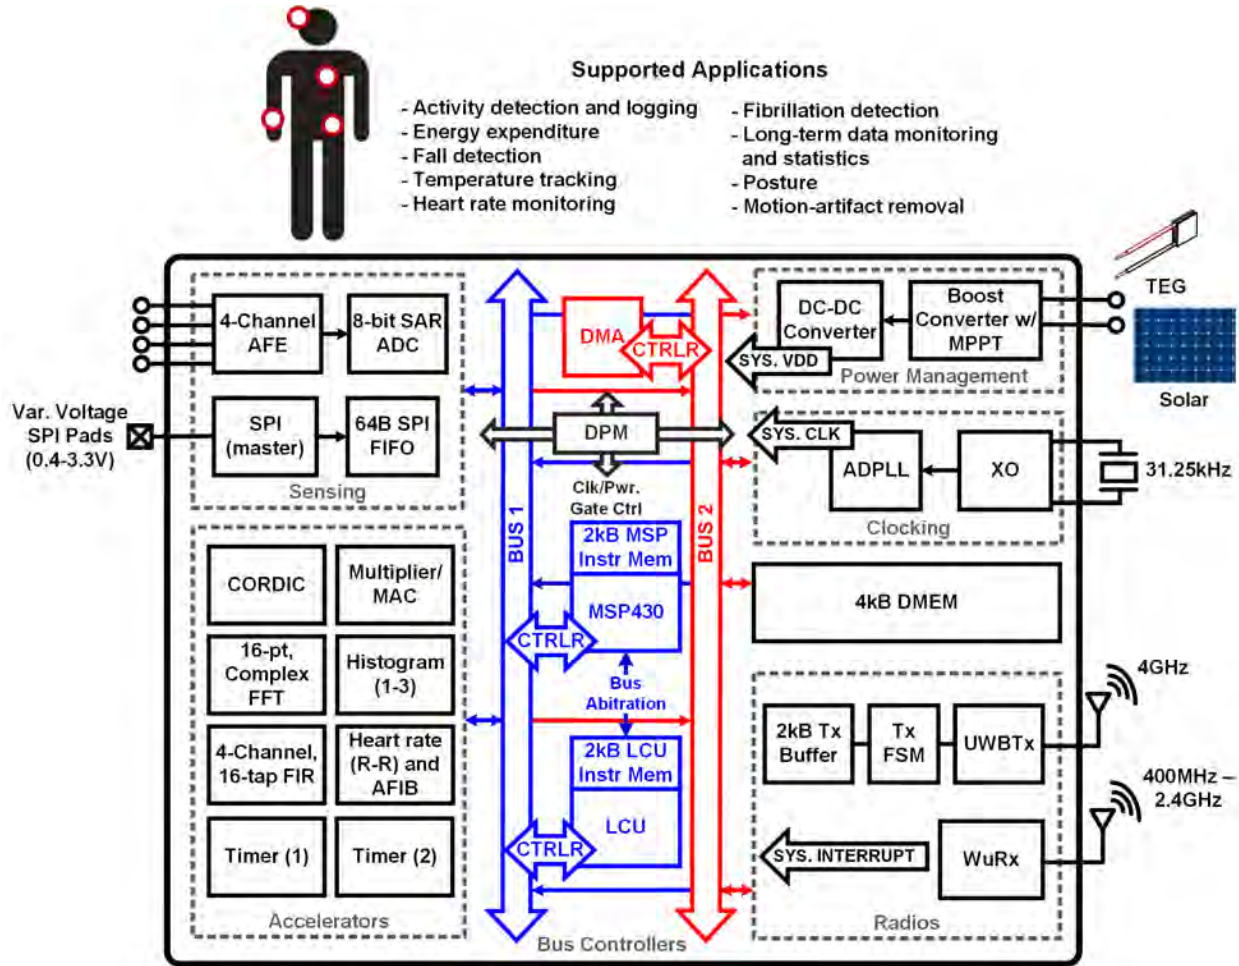 Supported Applications
- Activity detection and logging
- Energy expenditure
- Fall detection
- Temperature tracking
- Heart rate monitoring
- Fibrillation detection
- Long-term data monitoring
and statistics
- Posture
- Motion-artifact removal
4-Channel
AFE
8-bit SAR
ADC
Var. Voltage
SPI Pads
(0.4-3.3V)
SPI
(master)
64B SPI
FIFO
Sensing
CORDIC
Multiplier/
MAC
16-pt,
Complex
FFT
Histogram
(1-3)
4-Channel,
16-tap FIR
Heart rate
(R-R) and
AFIB
Timer (1)
Timer (2)
Accelerators
BUS 1
DMA
CTRLR
DPM
Clk/Pwr.
Gate Ctrl
2kB MSP
Instr Mem
MSP430
CTRLR
Bus
Abitration
2kB LCU
Instr Mem
LCU
CTRLR
Bus Controllers
BUS 2
DC-DC
Converter
Boost
Converter w/
MPPT
SYS. VDD
Power Management
TEG
Solar
SYS. CLK
ADPLL
XO
31.25kHz
Clocking
4kB DMEM
4GHz
2kB Tx
Buffer
Tx
FSM
UWBTx
400MHz –
2.4GHz
SYS. INTERRUPT
WuRx
Radios